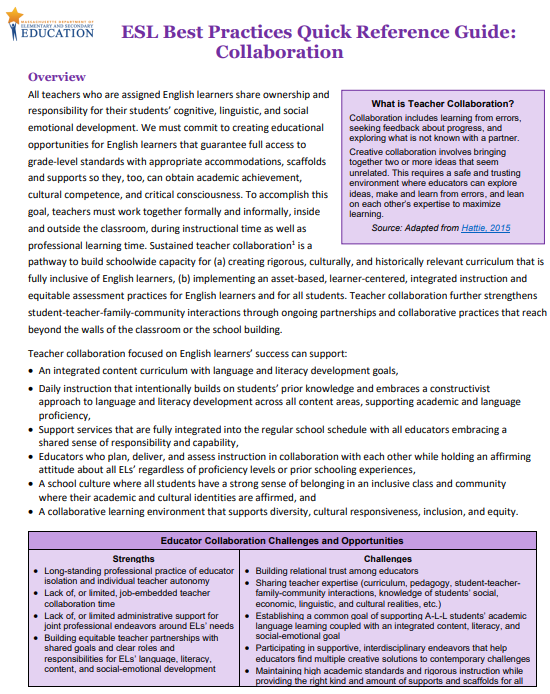 MASSACHUSETTS DEPARTMENT OF
ELEMENTARY AND SECONDARY
EDUCATION
ESL Best Practices Quick Reference Guide:
Collaboration
Overview
All teachers who are assigned English learners share ownership and
responsibility for their students’ cognitive, linguistic, and social
emotional development. We must commit to creating educational
opportunities for English learners that guarantee full access to
grade-level standards with appropriate accommodations, scaffolds
and supports so they, too, can obtain academic achievement,
cultural competence, and critical consciousness. To accomplish this
goal, teachers must work together formally and informally, inside
and outside the classroom, during instructional time as well as
professional learning time. Sustained teacher collaboration¹ is a
pathway to build schoolwide capacity for (a) creating rigorous, culturally, and historically relevant curriculum that is
fully inclusive of English learners, (b) implementing an asset-based, learner-centered, integrated instruction and
equitable assessment practices for English learners and for all students. Teacher collaboration further strengthens
student-teacher-family-community interactions through ongoing partnerships and collaborative practices that reach
beyond the walls of the classroom or the school building.
What is Teacher Collaboration?
Collaboration includes learning from errors,
seeking feedback about progress, and
exploring what is not known with a partner.
Creative collaboration involves bringing
together two or more ideas that seem
unrelated. This requires a safe and trusting
environment where educators can explore
ideas, make and learn from errors, and lean
on each other’s expertise to maximize
learning.
Source: Adapted from Hattie, 2015
Teacher collaboration focused on English learners’ success can support:
• An integrated content curriculum with language and literacy development goals,
• Daily instruction that intentionally builds on students’ prior knowledge and embraces a constructivist
approach to language and literacy development across all content areas, supporting academic and language
proficiency,
• Support services that are fully integrated into the regular school schedule with all educators embracing a
shared sense of responsibility and capability,
• Educators who plan, deliver, and assess instruction in collaboration with each other while holding an affirming
attitude about all ELs’ regardless of proficiency levels or prior schooling experiences,
• A school culture where all students have a strong sense of belonging in an inclusive class and community
where their academic and cultural identities are affirmed, and
• A collaborative learning environment that supports diversity, cultural responsiveness, inclusion, and equity.
Educator Collaboration Challenges and Opportunities
Strengths
• Long-standing professional practice of educator
isolation and individual teacher autonomy
• Lack of, or limited, job-embedded teacher
collaboration time
• Lack of, or limited administrative support for
joint professional endeavors around ELs’ needs
• Building equitable teacher partnerships with
shared goals and clear roles and
responsibilities for ELs’ language, literacy,
content, and social-emotional development
Challenges
• Building relational trust among educators
• Sharing teacher expertise (curriculum, pedagogy, student-teacher-
family-community interactions, knowledge of students’ social,
economic, linguistic, and cultural realities, etc.)
• Establishing a common goal of supporting A-L-L students’ academic
language learning coupled with an integrated content, literacy, and
social-emotional goal
• Participating in supportive, interdisciplinary endeavors that help
educators find multiple creative solutions to contemporary challenges
• Maintaining high academic standards and rigorous instruction while
providing the right kind and amount of supports and scaffolds for all